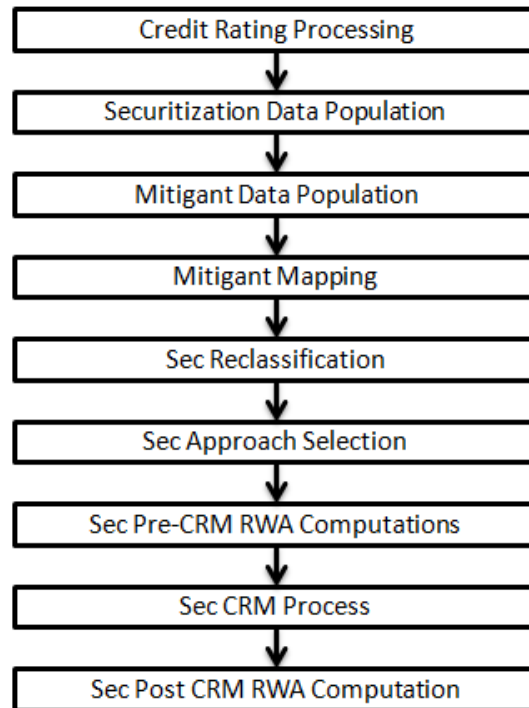 Credit Rating Processing
Securitization Data Population
Mitigant Data Population
Mitigant Mapping
Sec Reclassification
Sec Approach Selection
Sec Pre-CRM RWA Computations
Sec CRM Process
Sec Post CRM RWA Computation